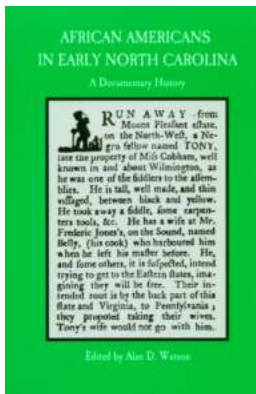 AFRICAN AMERICANS
IN EARLY NORTH CAROLINA
A Documentary History
RUN AWAY from
Mount Pleasant estate,
on the North-West, a Ne-
gro fellow named TONY,
late the property of Miss Cobham, well
known in and about Wilmington, as
he was one of the fiddlers to the assem-
blies. He is tall, well made, and thin
visaged, between black and yellow.
He took away a fiddle, some carpen-
ters tools, &c. He has a wife at Mr.
Frederic Jones's, on the Sound, named
Belly, (his cook) who harboured him
when he left his master before. He,
and some others, it is suspected, intend
trying to get to the Eastern states, ima-
gining they will be free. Their in-
tended rout is by the back part of this
state and Virginia, to Pennsylvania;
they proposed taking their wives.
Tony's wife would not go with him.
Edited by Alan D. Watson